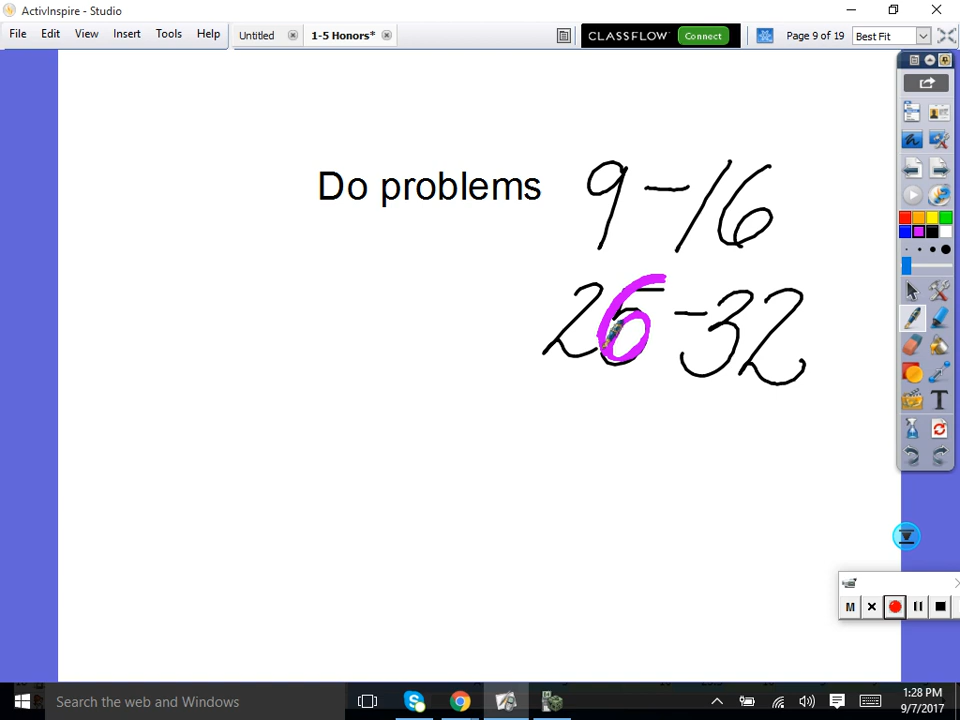 ActivInspire - Studio
File Edit View Insert Tools Help Untitled 1-5 Honors* CLASSFLOW Connect Page 9 of 19 Best Fit
Do problems 9-16
26-32
T
M
Search the web and Windows
1:28 PM
9/7/2017